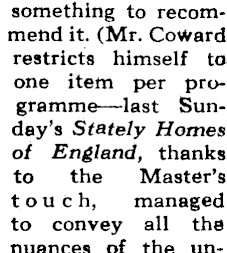 something to recom-
mend it. (Mr. Coward
restricts himself to
one item per pro-
gramme—last Sun-
day's Stately Homes
of England, thanks
to the Master's
touch, managed
to convey all the
nuances of the un-